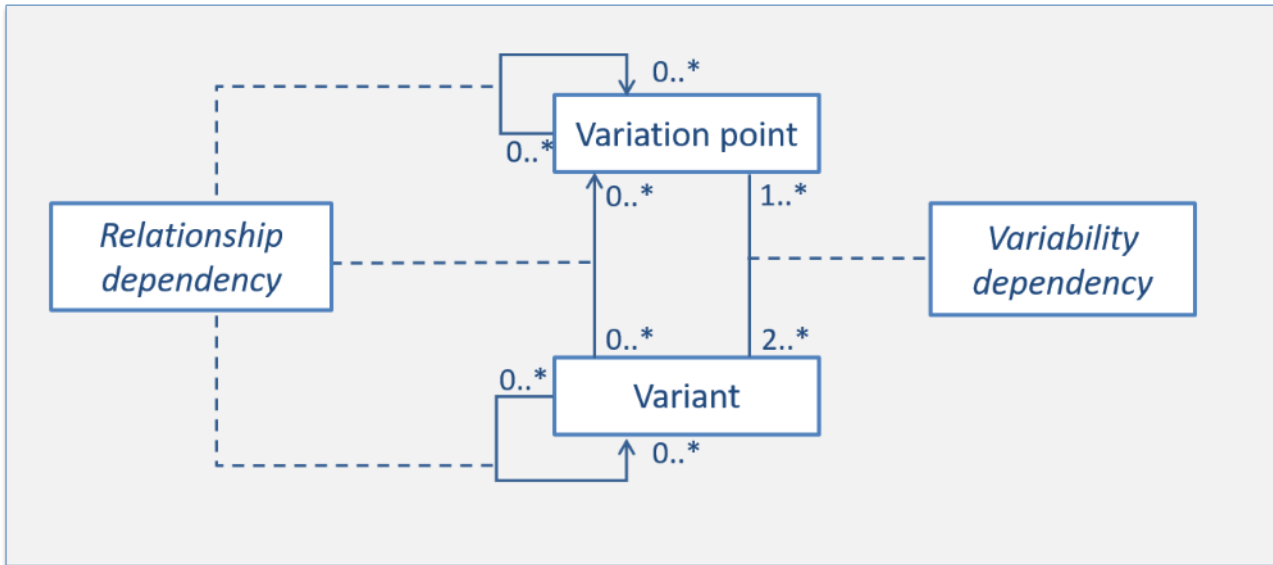 0..*
Variation point
0..*
0..*
1..*
Relationship
dependency
Variability
dependency
0..*
2..*
0..*
Variant
0..*